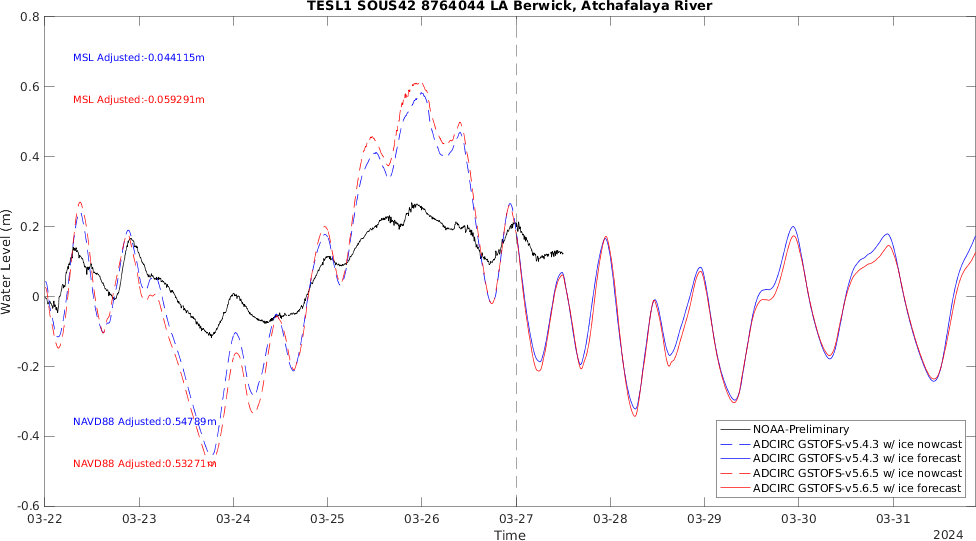 TESL1 SOUS42 8764044 LA Berwick, Atchafalaya River
0.8
MSL Adjusted:-0.044115m
0.6
MSL Adjusted:-0.059291m
0.4
0.2
Water Level (m)
0
-0.2
NAVD88 Adjusted:0.54789m
-0.4
NAVD88 Adjusted:0.53271m
-0.6
NOAA-Preliminary
ADCIRC GSTOFS-v5.4.3 w/ ice nowcast
ADCIRC GSTOFS-v5.4.3 w/ ice forecast
ADCIRC GSTOFS-v5.6.5 w/ ice nowcast
ADCIRC GSTOFS-v5.6.5 w/ ice forecast
03-22 03-23 03-24 03-25 03-26 03-27 03-28 03-29 03-30 03-31
Time
2024